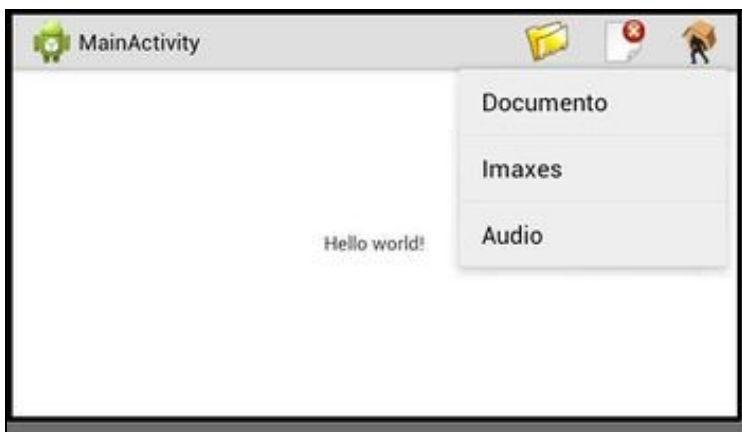 MainActivity
Documento
Imaxes
Audio
Hello world!